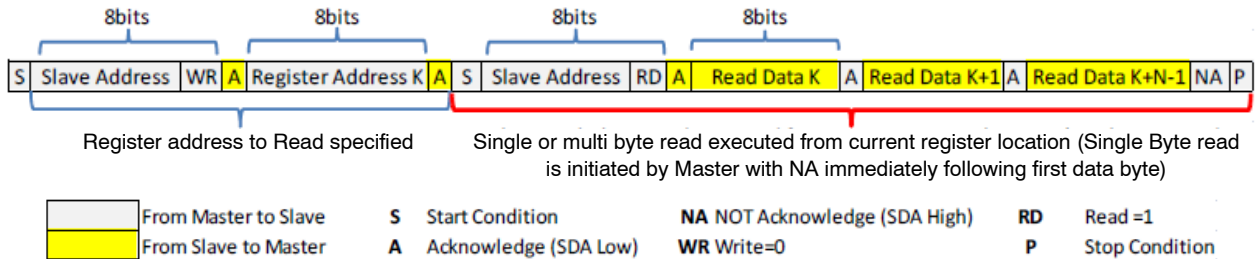 8bits 8bits 8bits 8bits
S Slave Address WR A Register Address K A S Slave Address RD A Read Data K A Read Data K+1 A Read Data K+N-1 NA P
Register address to Read specified
Single or multi byte read executed from current register location (Single Byte read
is initiated by Master with NA immediately following first data byte)
From Master to Slave S Start Condition NA NOT Acknowledge (SDA High) RD Read =1
From Slave to Master A Acknowledge (SDA Low) WR Write=0 P Stop Condition